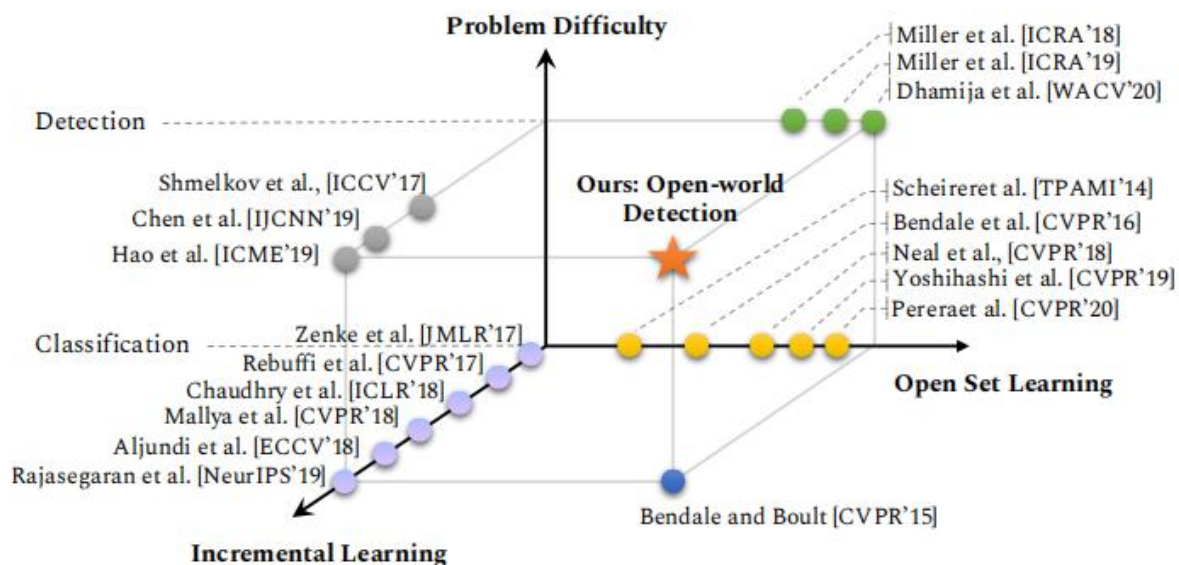 Problem Difficulty
Miller et al. [ICRA'18]
Miller et al. [ICRA'19]
Dhamija et al. [WACV'20]
Detection
Shmelkov et al., [ICCV'17]
Chen et al. [IJCNN'19]
Hao et al. [ICME'19]
Ours: Open-world
Detection
Scheireret al. [TPAMI'14]
Bendale et al. [CVPR'16]
Neal et al., [CVPR'18]
Yoshihashi et al. [CVPR'19]
Pereraet al. [CVPR'20]
Classification
Zenke et al. [JMLR'17]
Rebuffi et al. [CVPR'17]
Chaudhry et al. [ICLR'18]
Mallya et al. [CVPR'18]
Aljundi et al. [ECCV'18]
Rajasegaran et al. [NeurIPS'19]
Open Set Learning
Bendale and Boult [CVPR'15]
Incremental Learning